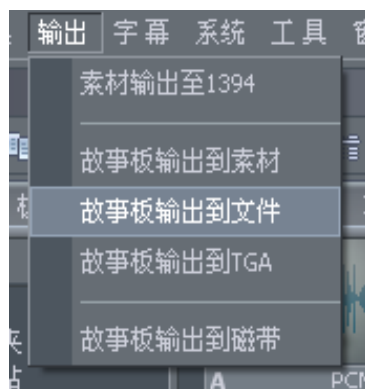 输出 字幕 系统 工具
素材输出至1394
故事板输出到素材
故事板输出到文件
故事板输出到TGA
故事板输出到磁带
夹
A PCM